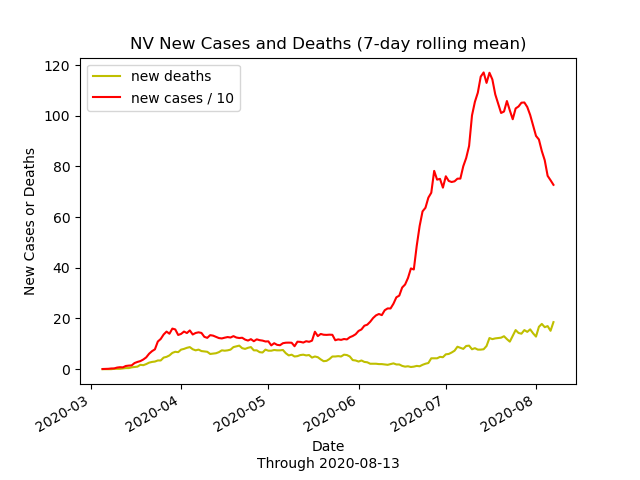 NV New Cases and Deaths (7-day rolling mean)
new deaths
new cases / 10
120
100
80
60
40
20
0
New Cases or Deaths
2020-03
2020-04
2020-05
2020-06
2020-07
2020-08
Date
Through 2020-08-13